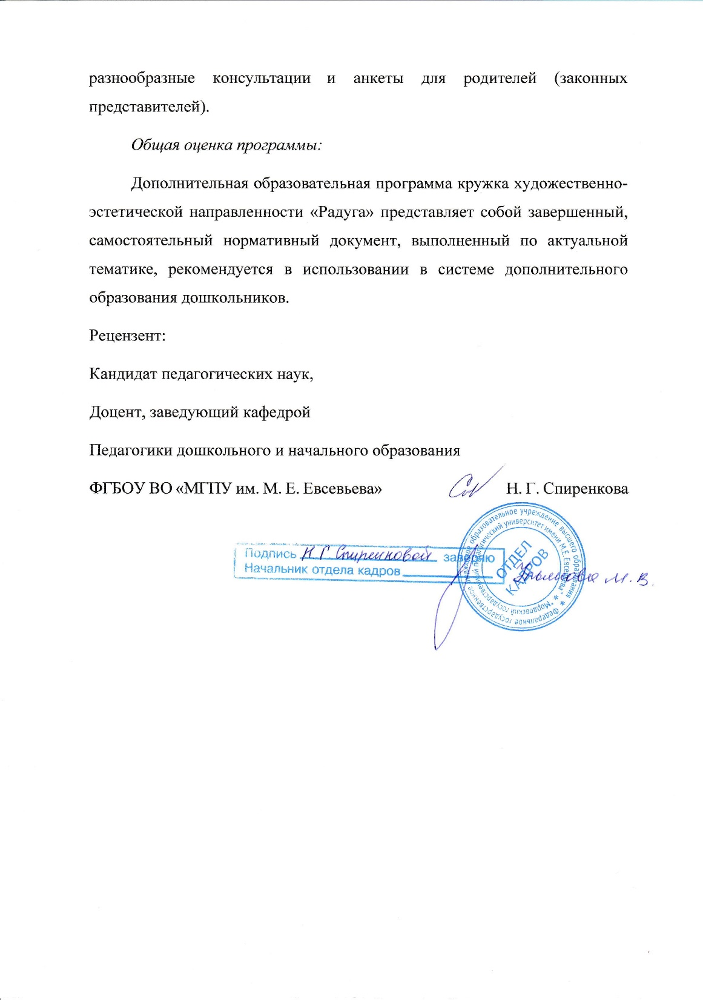 разнообразные консультации и анкеты для родителей (законных
представителей).
Общая оценка программы:
Дополнительная образовательная программа кружка художественно-
эстетической направленности «Радуга» представляет собой завершенный,
самостоятельный нормативный документ, выполненный по актуальной
тематике, рекомендуется в использовании в системе дополнительного
образования дошкольников.
Рецензент:
Кандидат педагогических наук,
Доцент, заведующий кафедрой
Педагогики дошкольного и начального образования
ФГБОУ ВО «МГПУ им. М. Е. Евсевьева» Н. Г. Спиренкова
Подпись Н Г Спиренковой заверяю
Начальник отдела кадров М. В.
ОТДЕЛ
КАДРОВ
Федеральное государственное бюджетное образовательное учреждение высшего образования
"Мордовский государственный педагогический университет имени М.Е. Евсевьева"